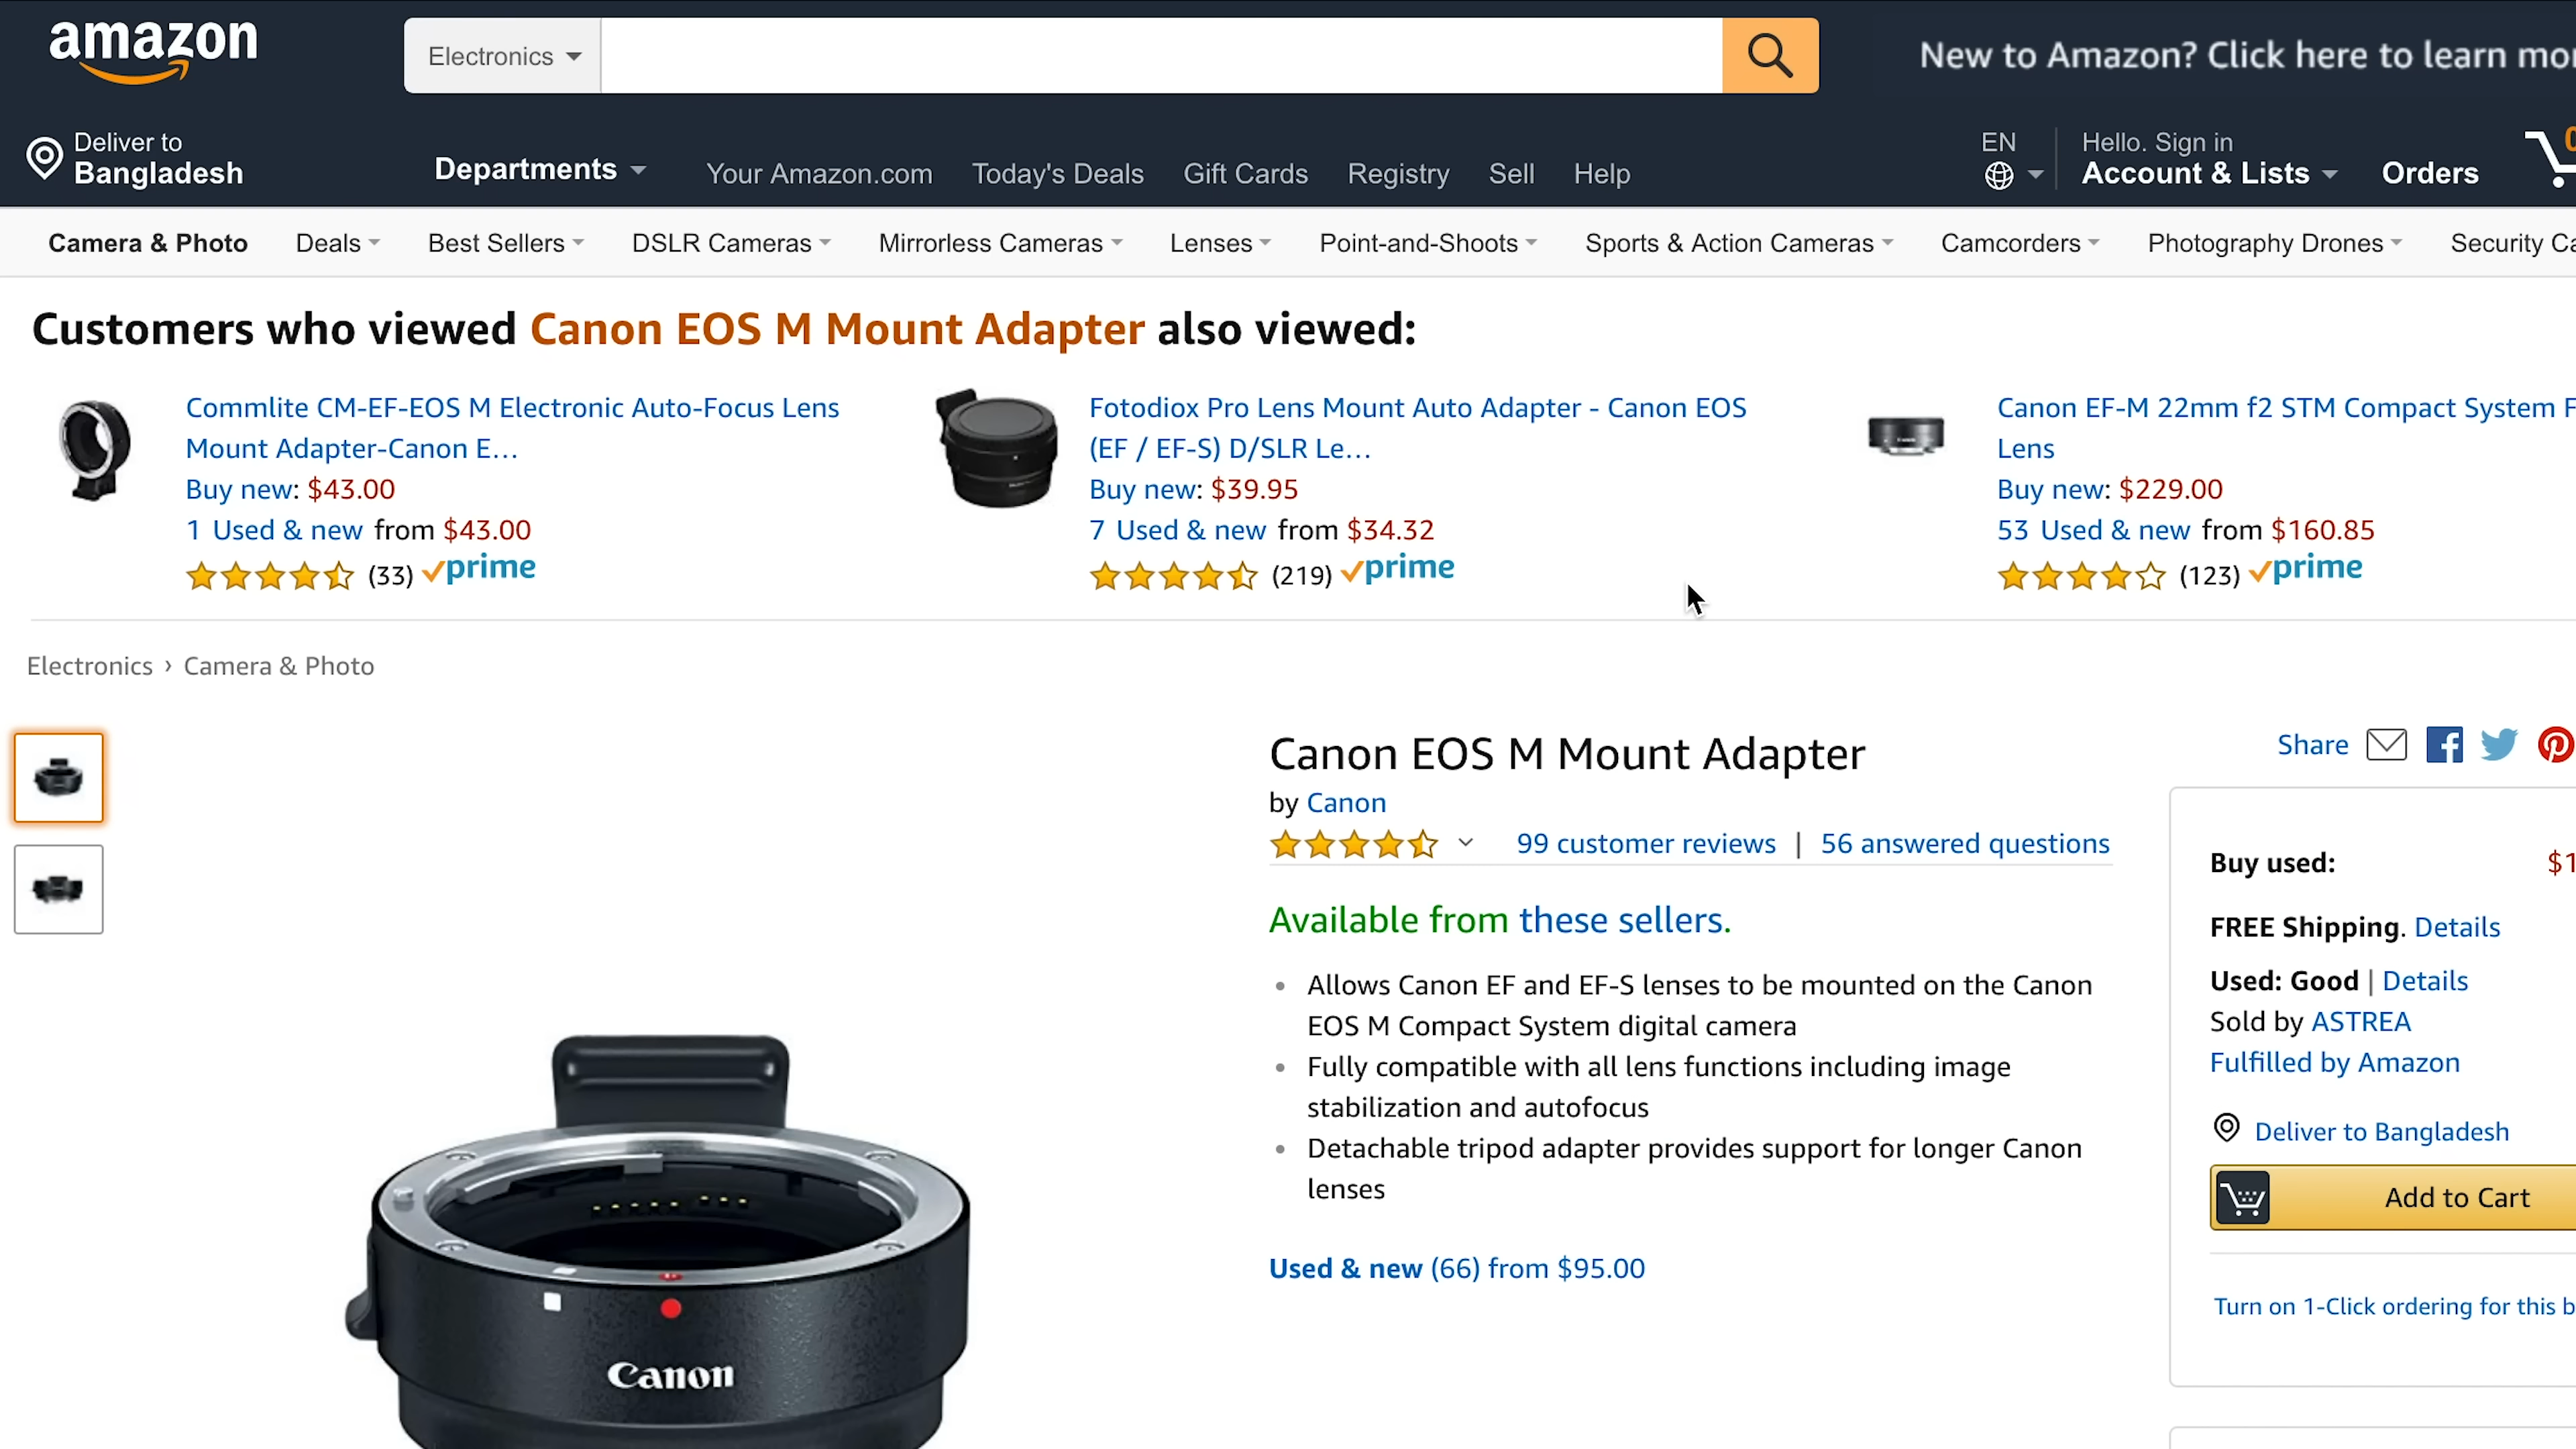 amazon
Electronics
New to Amazon? Click here to learn
Deliver to
Bangladesh
Departments
Your Amazon.com
Today's Deals
Gift Cards
Registry
Sell
Help
EN
Hello. Sign in
Account & Lists
Orders
Camera & Photo
Deals
Best Sellers
DSLR Cameras
Mirrorless Cameras
Lenses
Point-and-Shoots
Sports & Action Cameras
Camcorders
Photography Drones
Security
Customers who viewed Canon EOS M Mount Adapter also viewed:
Commlite CM-EF-EOS M Electronic Auto-Focus Lens
Mount Adapter-Canon E...
Buy new: $43.00
1 Used & new from $43.00
(33) prime
Fotodiox Pro Lens Mount Auto Adapter - Canon EOS
(EF / EF-S) D/SLR Le...
Buy new: $39.95
7 Used & new from $34.32
(219) prime
Canon EF-M 22mm f2 STM Compact System
Lens
Buy new: $229.00
53 Used & new from $160.85
(123) prime
Electronics › Camera & Photo
Canon EOS M Mount Adapter
by Canon
99 customer reviews | 56 answered questions
Available from these sellers.
• Allows Canon EF and EF-S lenses to be mounted on the Canon
EOS M Compact System digital camera
• Fully compatible with all lens functions including image
stabilization and autofocus
• Detachable tripod adapter provides support for longer Canon
lenses
Used & new (66) from $95.00
Canon
Share
Buy used:
FREE Shipping. Details
Used: Good | Details
Sold by ASTREA
Fulfilled by Amazon
Deliver to Bangladesh
Add to Cart
Turn on 1-Click ordering for this